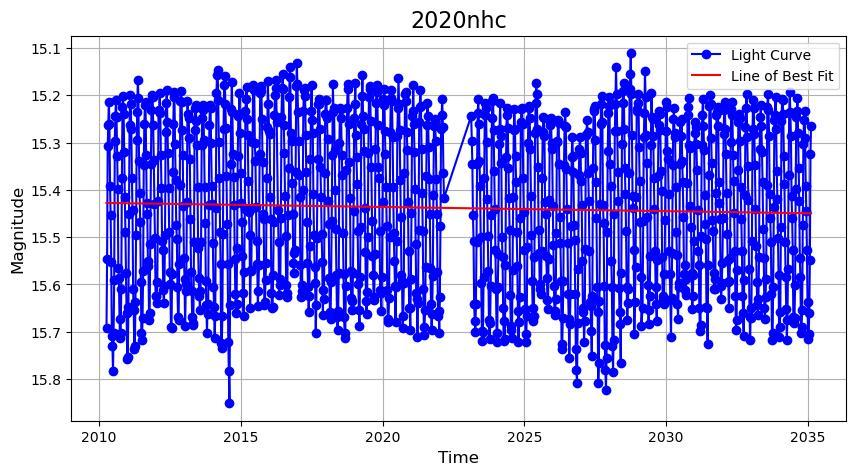 2020nhc
Light Curve
Line of Best Fit
Magnitude
15.1
15.2
15.3
15.4
15.5
15.6
15.7
15.8
2010
2015
2020
2025
2030
2035
Time